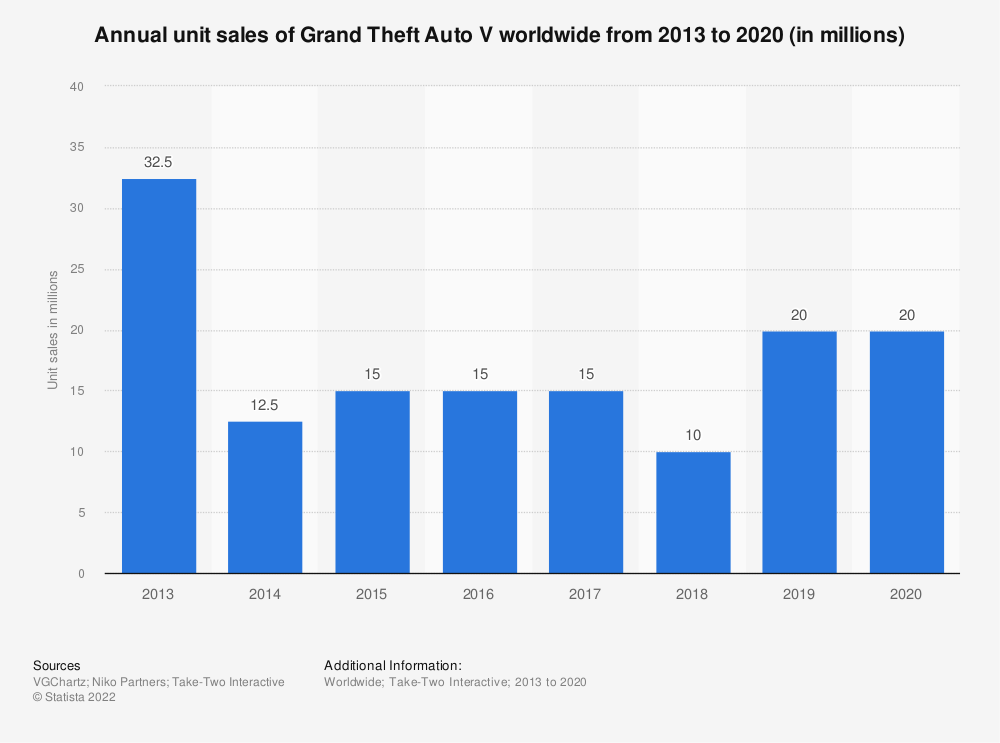 Annual unit sales of Grand Theft Auto V worldwide from 2013 to 2020 (in millions)
Unit sales in millions
40
35
30
25
20
15
10
5
0
32.5
12.5
15
15
15
10
20
20
2013 2014 2015 2016 2017 2018 2019 2020
Sources
VGChartz; Niko Partners; Take-Two Interactive
© Statista 2022
Additional Information:
Worldwide; Take-Two Interactive; 2013 to 2020